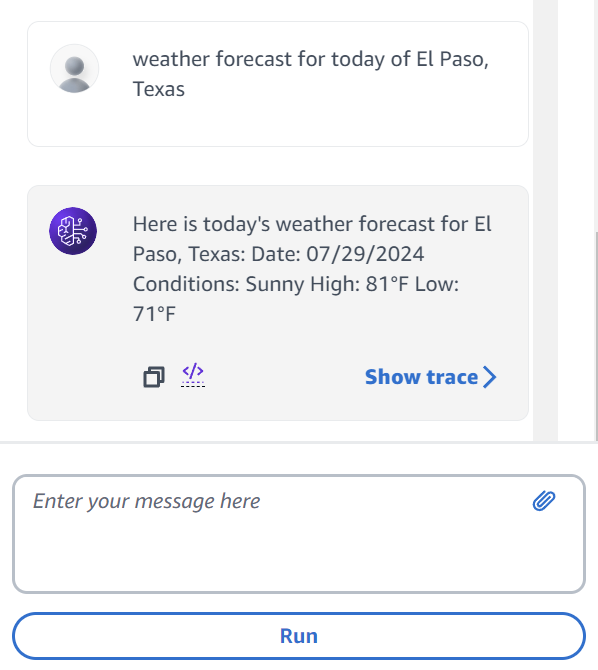 weather forecast for today of El Paso,
Texas
Here is today's weather forecast for El
Paso, Texas: Date: 07/29/2024
Conditions: Sunny High: 81°F Low:
71°F
</>
Show trace
Enter your message here
Run